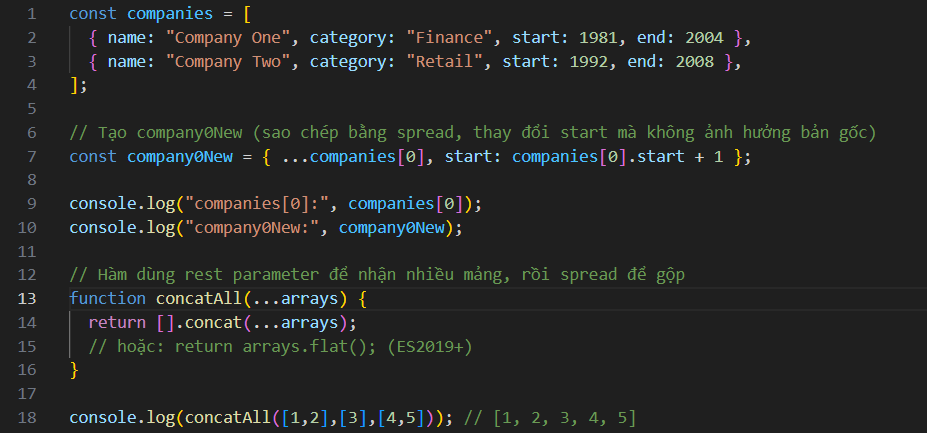 1 const companies = [
2 { name: "Company One", category: "Finance", start: 1981, end: 2004 },
3 { name: "Company Two", category: "Retail", start: 1992, end: 2008 },
4 ];
5
6 // Tạo company0New (sao chép bằng spread, thay đổi start mà không ảnh hưởng bản gốc)
7 const company0New = { ...companies[0], start: companies[0].start + 1 };
8
9 console.log("companies[0]:", companies[0]);
10 console.log("company0New:", company0New);
11
12 // Hàm dùng rest parameter để nhận nhiều mảng, rồi spread để gộp
13 function concatAll(...arrays) {
14 return [].concat(...arrays);
15 // hoặc: return arrays.flat(); (ES2019+)
16 }
17
18 console.log(concatAll([1,2],[3],[4,5])); // [1, 2, 3, 4, 5]